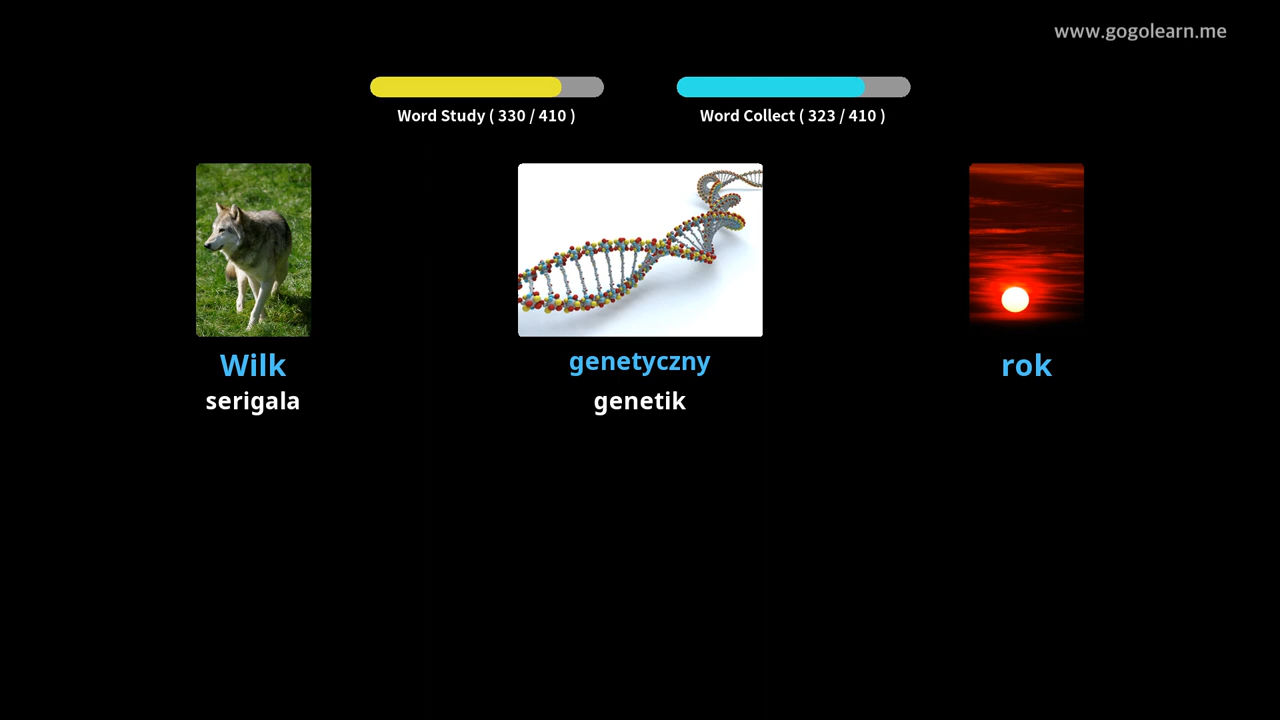 www.gogolearn.me
Word Study ( 330 / 410 )
Word Collect ( 323 / 410 )
Wilk
serigala
genetyczny
genetik
rok